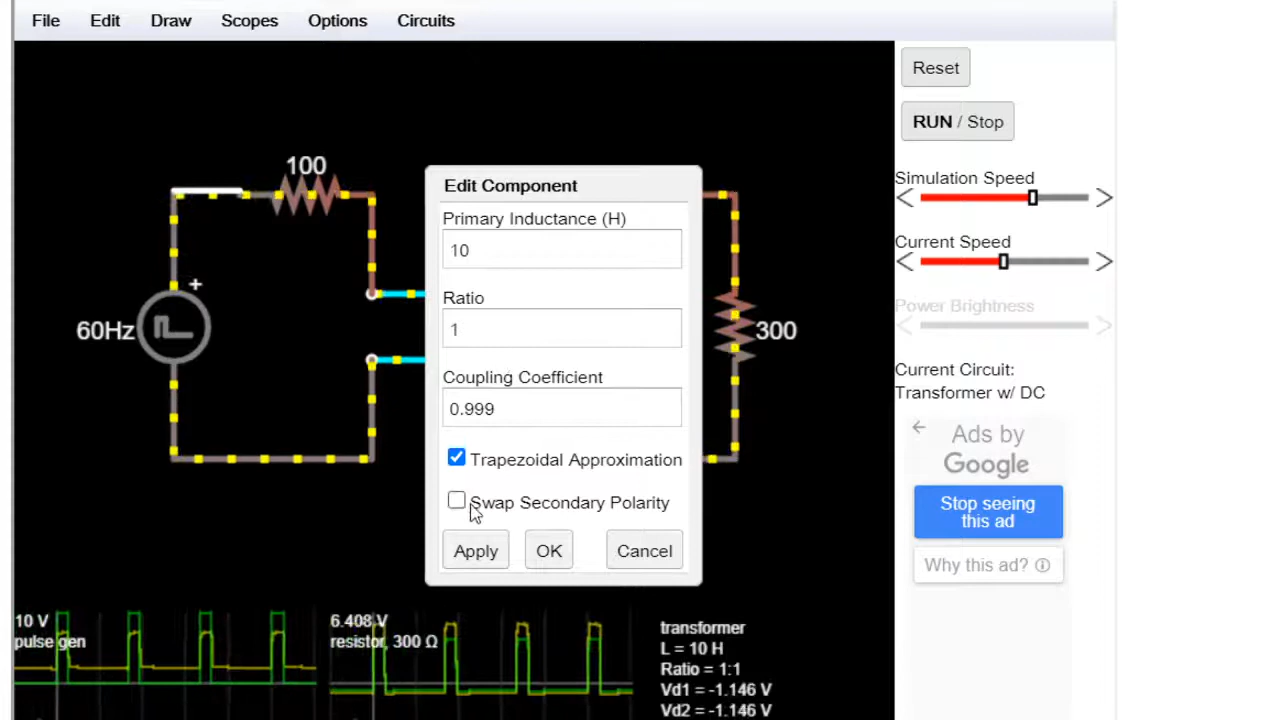 File Edit Draw Scopes Options Circuits
Reset
RUN / Stop
Simulation Speed
Current Speed
Power Brightness
Current Circuit:
Transformer w/ DC
Ads by
Google
Stop seeing
this ad
Why this ad?
100
+
60Hz
300
Edit Component
Primary Inductance (H)
10
Ratio
1
Coupling Coefficient
0.999
Trapezoidal Approximation
Swap Secondary Polarity
Apply OK Cancel
10 V
pulse gen
6.408 V
resistor, 300 Ω
transformer
L = 10 H
Ratio = 1:1
Vd1 = -1.146 V
Vd2 = -1.146 V